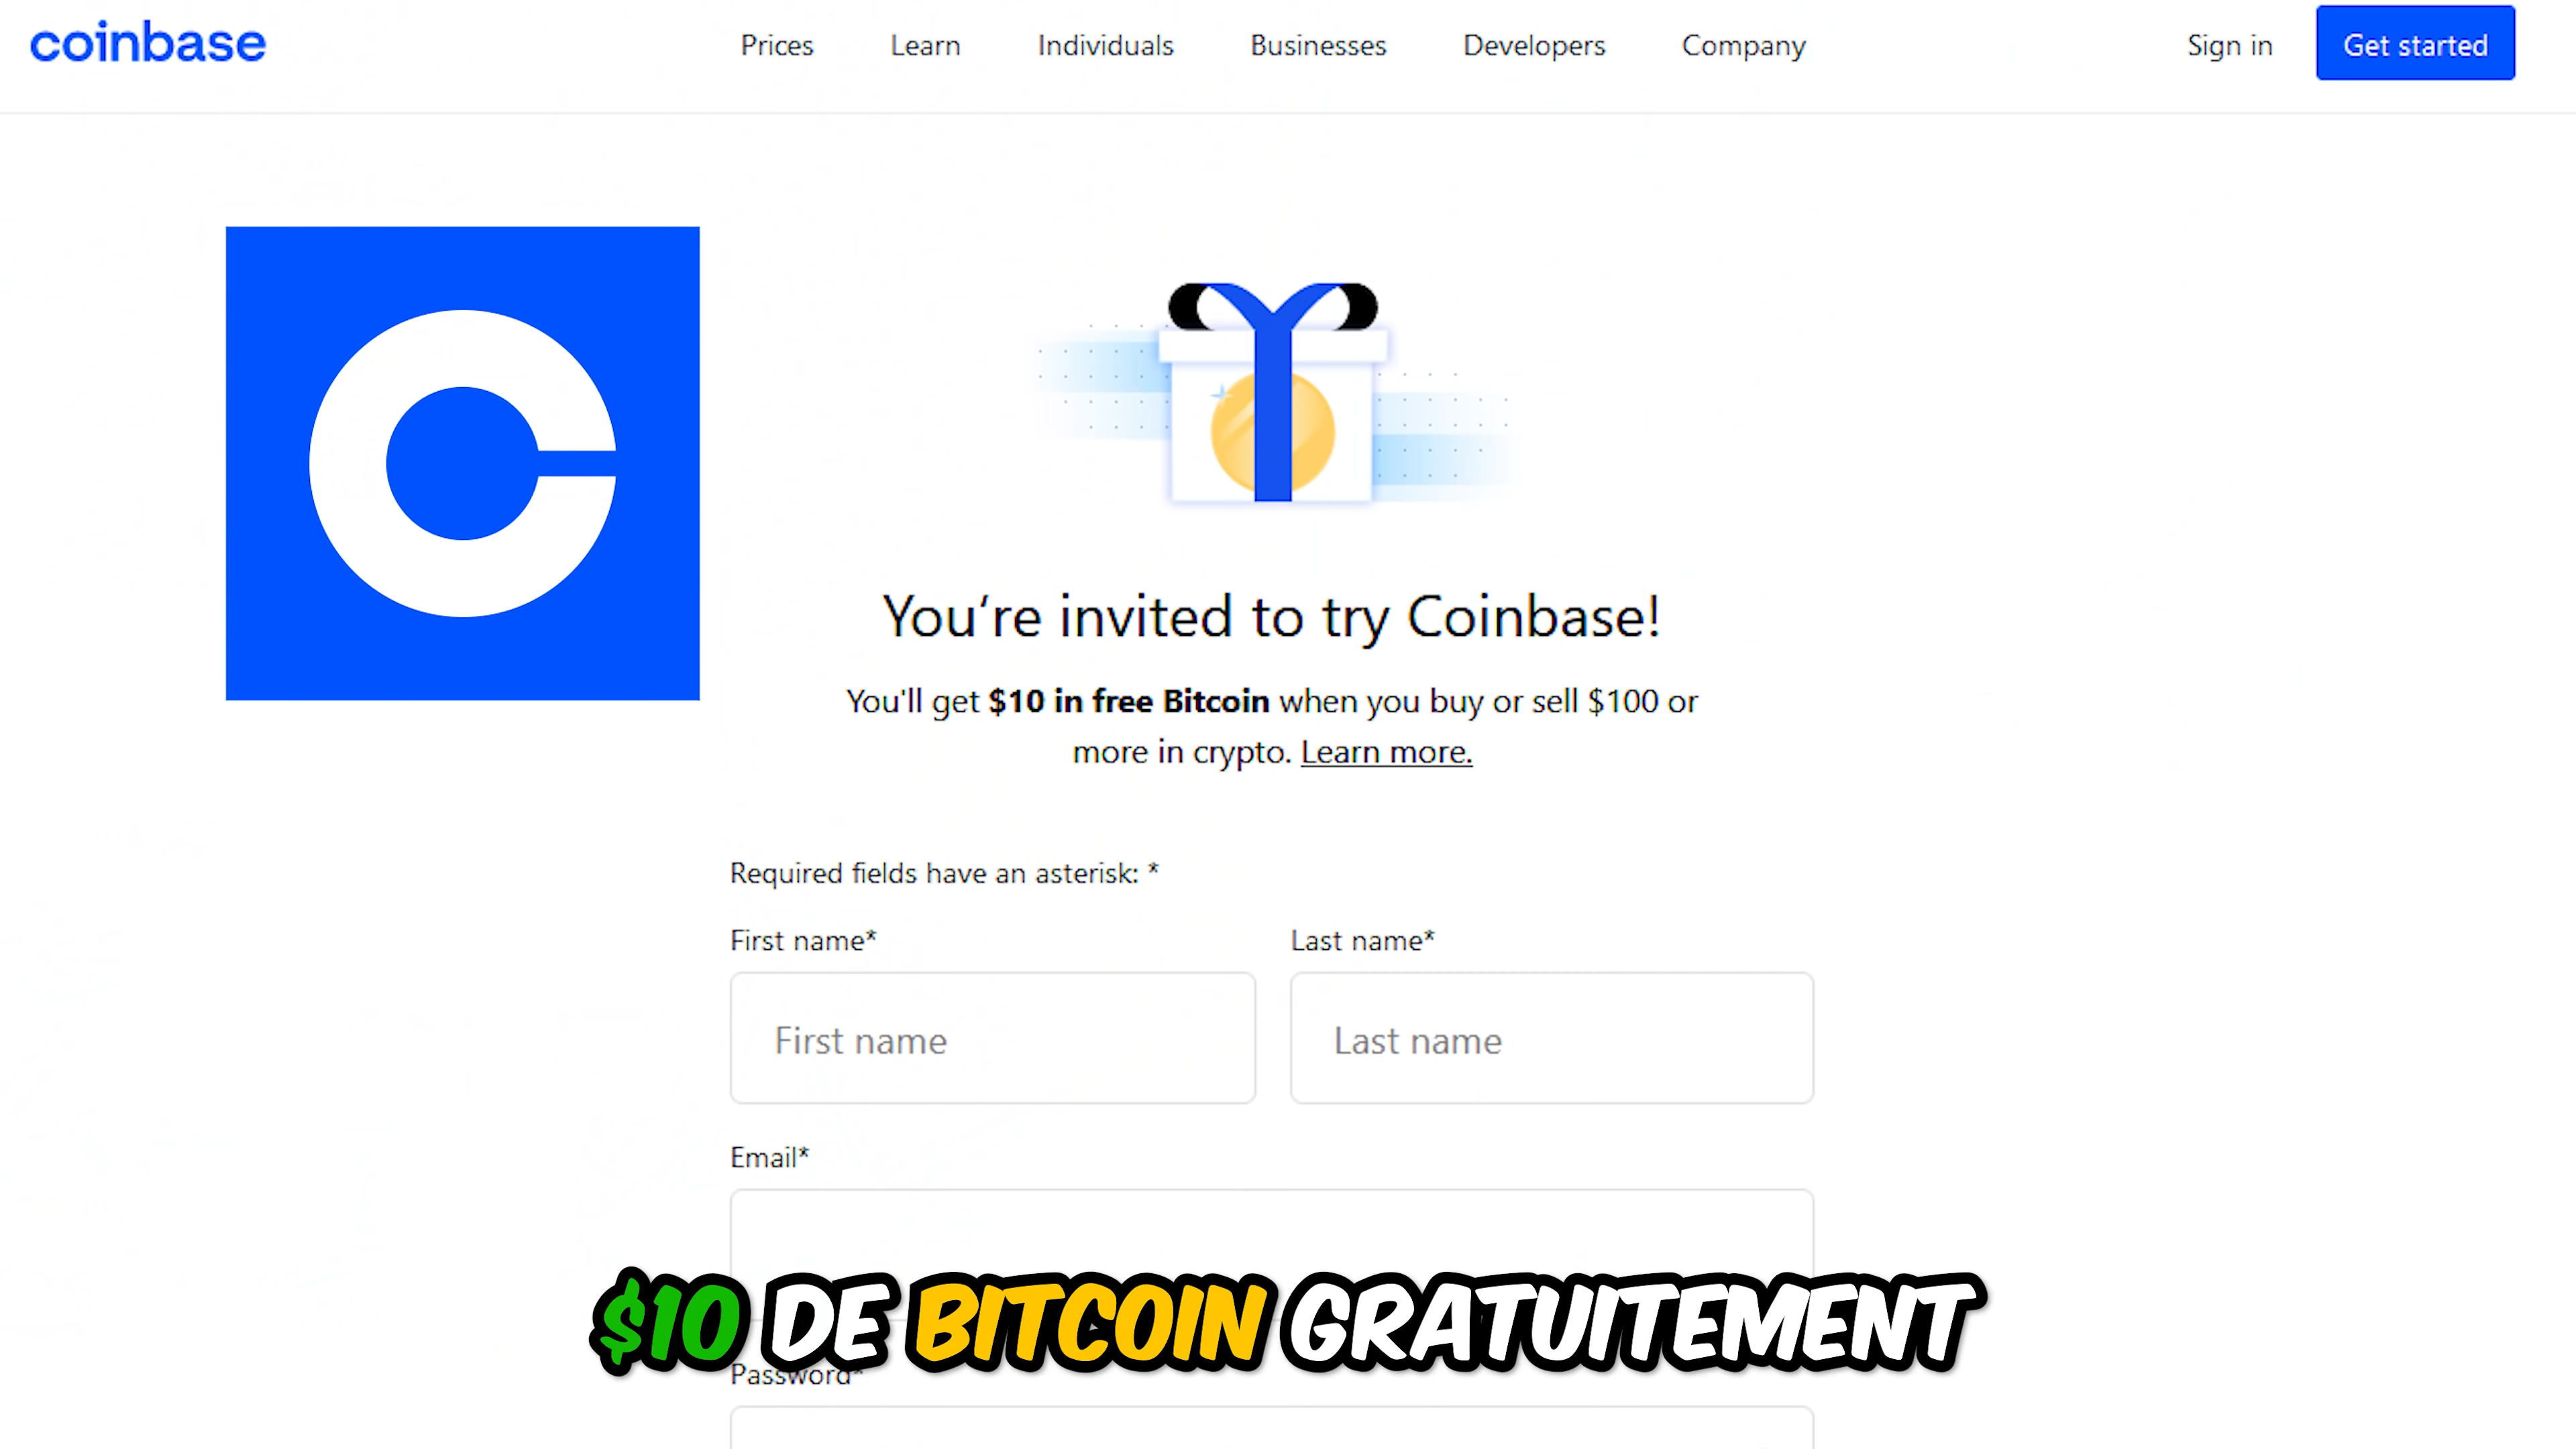 coinbase
Prices Learn Individuals Businesses Developers Company
Sign in Get started
You're invited to try Coinbase!
You'll get $10 in free Bitcoin when you buy or sell $100 or
more in crypto. Learn more.
Required fields have an asterisk: *
First name* Last name*
First name Last name
Email*
$10 DE BITCOIN GRATUITEMENT
Password*